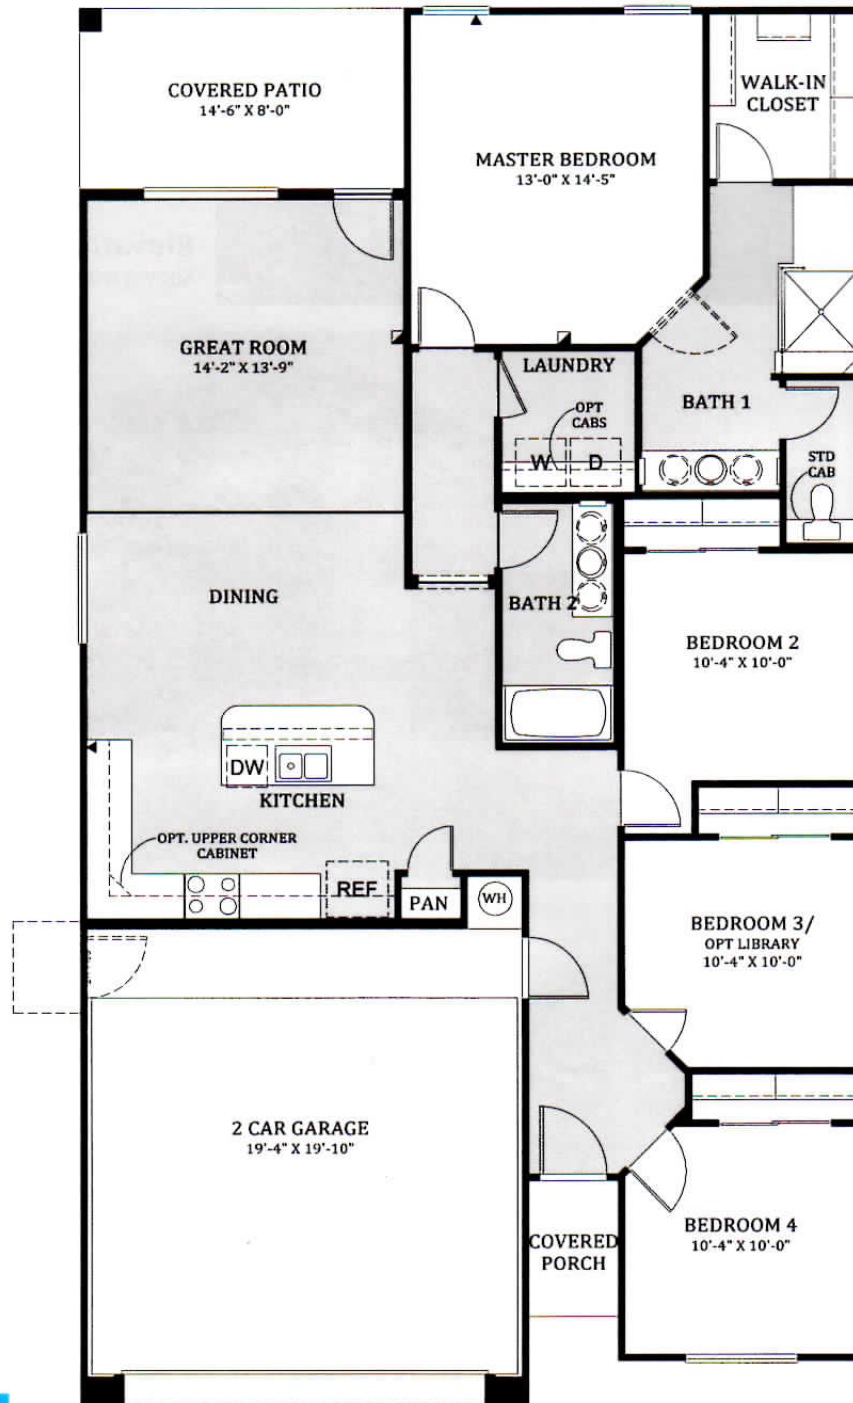 COVERED PATIO
14'-6" X 8'-0"
WALK-IN
CLOSET
MASTER BEDROOM
13'-0" X 14'-5"
GREAT ROOM
14'-2" X 13'-9"
LAUNDRY
OPT
CABS
W D
BATH 1
STD
CAB
DINING
BATH 2
BEDROOM 2
10'-4" X 10'-0"
DW
KITCHEN
OPT. UPPER CORNER
CABINET
REF
PAN
WH
BEDROOM 3/
OPT LIBRARY
10'-4" X 10'-0"
2 CAR GARAGE
19'-4" X 19'-10"
BEDROOM 4
10'-4" X 10'-0"
COVERED
PORCH